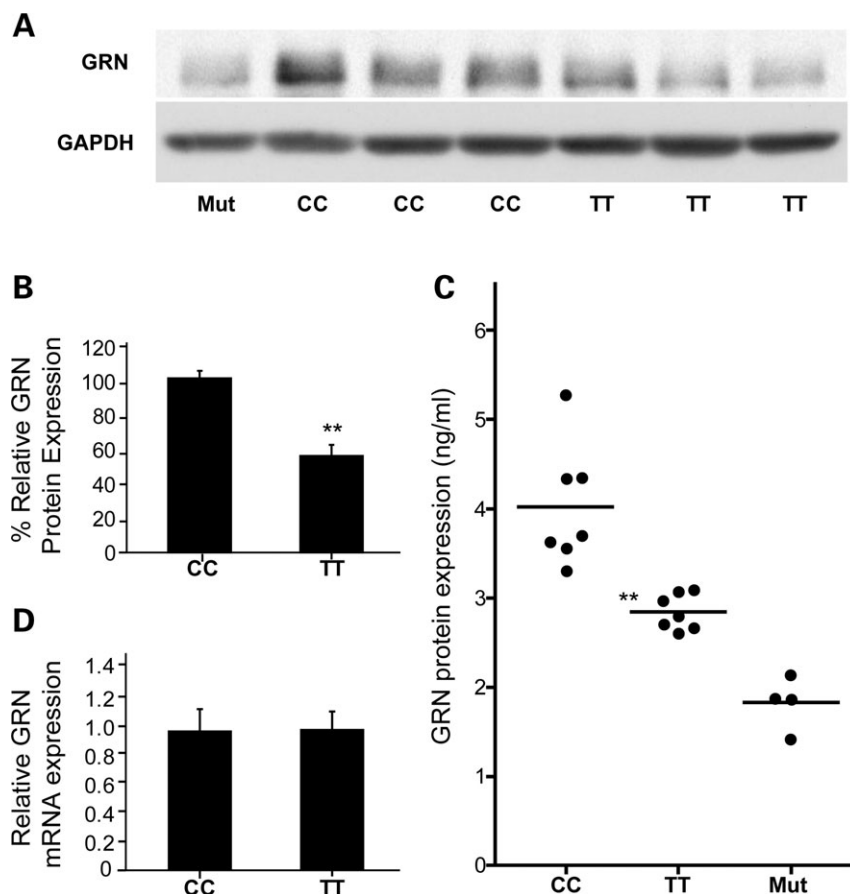 A
GRN
GAPDH
Mut CC CC CC TT TT TT
B
% Relative GRN
Protein Expression
120
100
80
60
40
20
0
**
CC TT
C
GRN protein expression (ng/ml)
6
5
4
3
2
1
0
**
CC TT Mut
D
Relative GRN
mRNA expression
1.4
1.2
1.0
0.8
0.6
0.4
0.2
0
CC TT